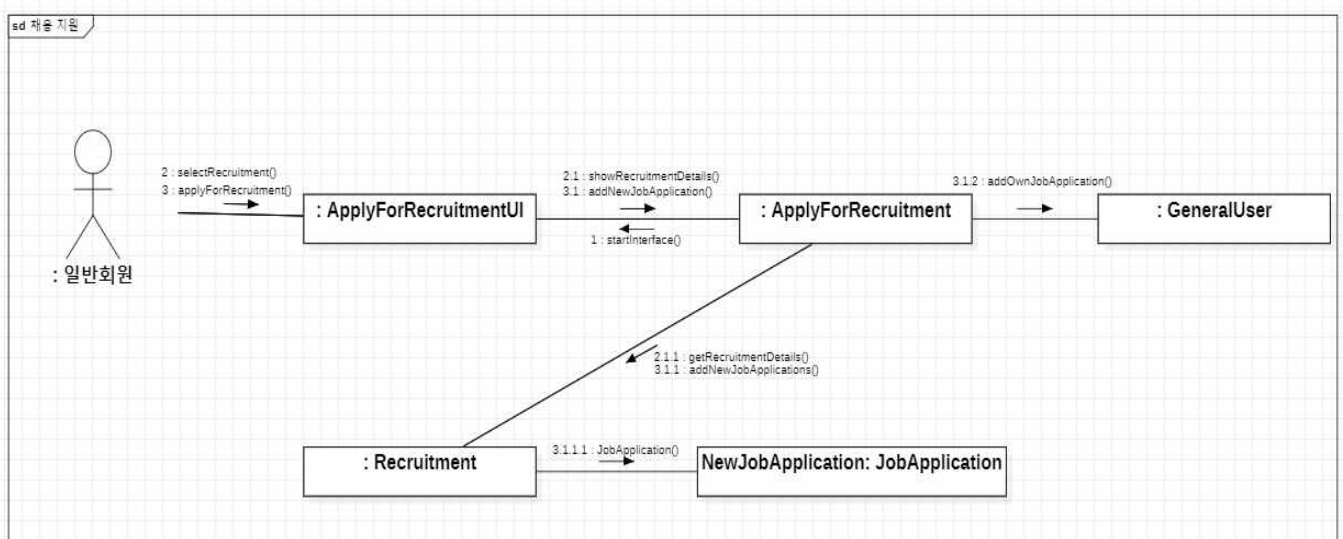 sd 채용 지원
2 : selectRecruitment()
3 : applyForRecruitment()
: 일반회원
: ApplyForRecruitmentUI
2.1 : showRecruitmentDetails()
3.1 : addNewJobApplication()
1 : startInterface()
: ApplyForRecruitment
3.1.2 : addOwnJobApplication()
: GeneralUser
2.1.1 : getRecruitmentDetails()
3.1.1 : addNewJobApplications()
: Recruitment
3.1.1.1 : JobApplication()
NewJobApplication: JobApplication